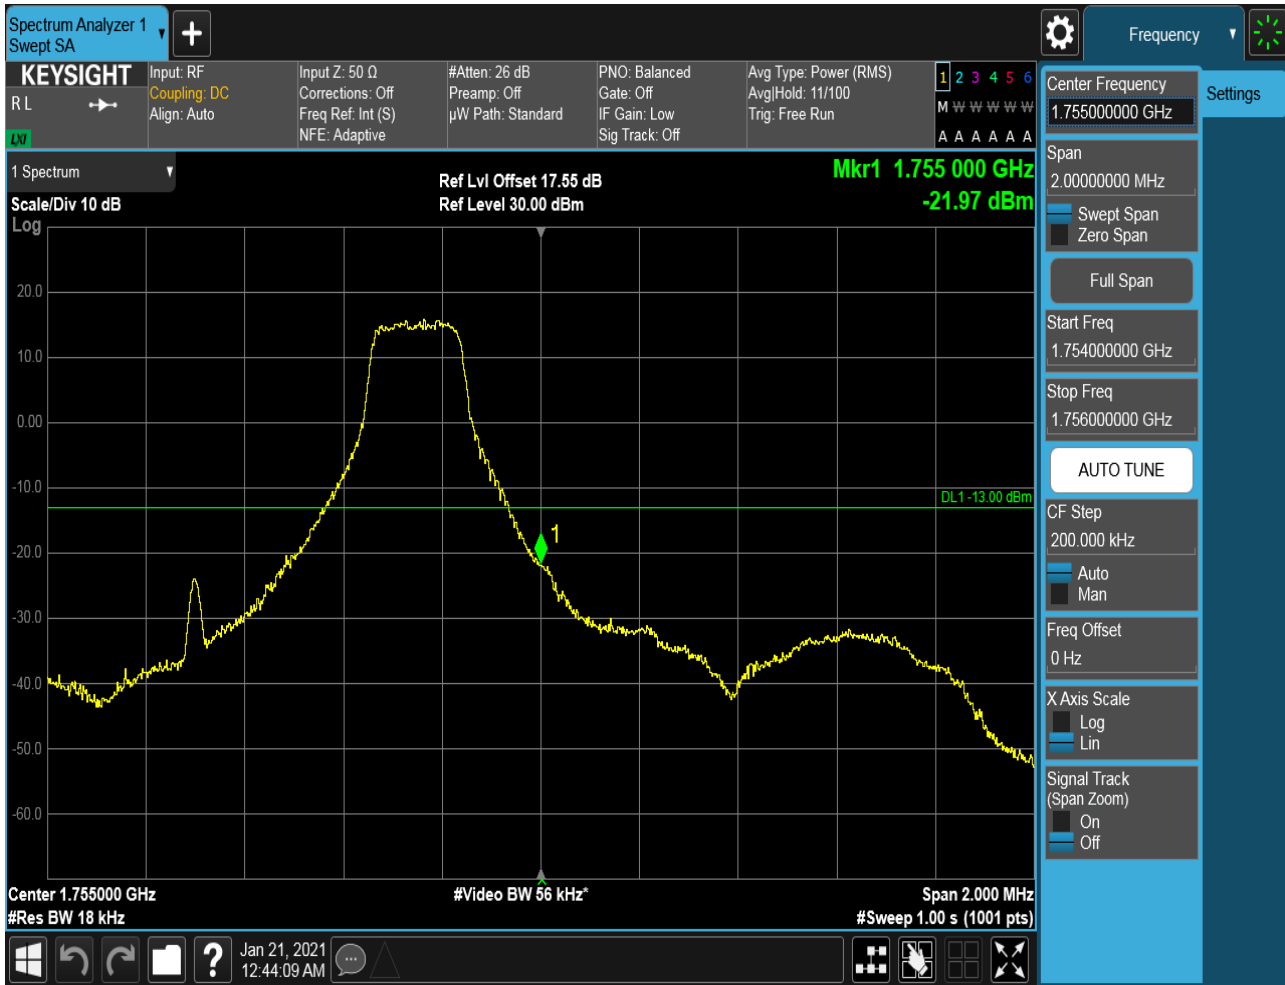 Spectrum Analyzer 1
Swept SA
Frequency
KEYSIGHT
R L
LXI
Input: RF
Coupling: DC
Align: Auto
Input Z: 50 Ω
Corrections: Off
Freq Ref: Int (S)
NFE: Adaptive
#Atten: 26 dB
Preamp: Off
µW Path: Standard
PNO: Balanced
Gate: Off
IF Gain: Low
Sig Track: Off
Avg Type: Power (RMS)
Avg|Hold: 11/100
Trig: Free Run
1 2 3 4 5 6
M W W W W W
A A A A A A
1 Spectrum
Scale/Div 10 dB
Log
Ref Lvl Offset 17.55 dB
Ref Level 30.00 dBm
Mkr1 1.755 000 GHz
-21.97 dBm
20.0
10.0
0.00
-10.0
-20.0
-30.0
-40.0
-50.0
-60.0
DL1 -13.00 dBm
1
Center 1.755000 GHz
#Res BW 18 kHz
#Video BW 56 kHz*
Span 2.000 MHz
#Sweep 1.00 s (1001 pts)
Jan 21, 2021
12:44:09 AM
Center Frequency
1.755000000 GHz
Settings
Span
2.00000000 MHz
Swept Span
Zero Span
Full Span
Start Freq
1.754000000 GHz
Stop Freq
1.756000000 GHz
AUTO TUNE
CF Step
200.000 kHz
Auto
Man
Freq Offset
0 Hz
X Axis Scale
Log
Lin
Signal Track
(Span Zoom)
On
Off